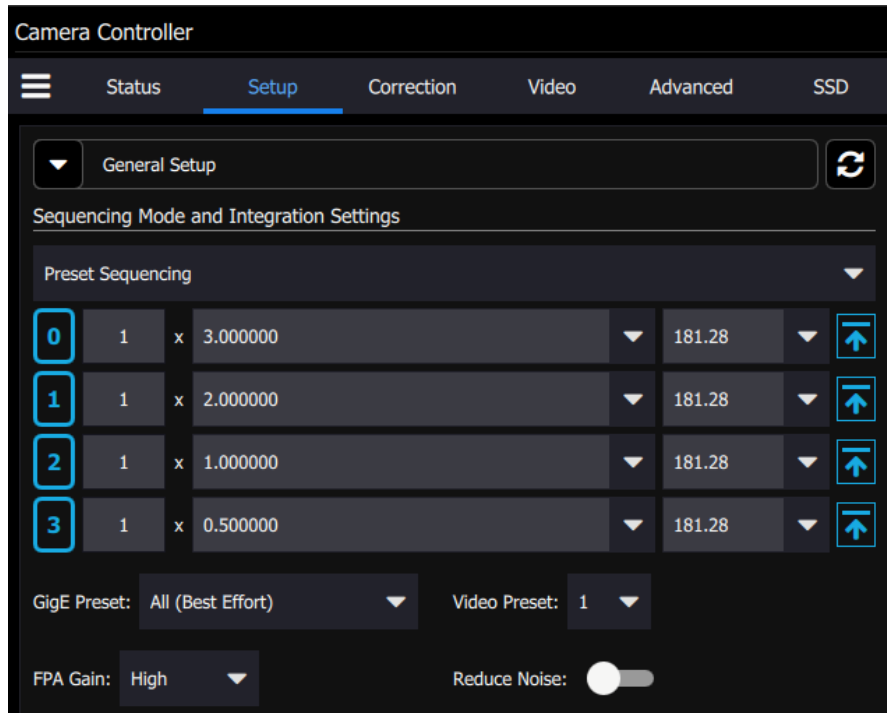 Camera Controller
Status Setup Correction Video Advanced SSD
General Setup
Sequencing Mode and Integration Settings
Preset Sequencing
0 1 x 3.000000 181.28
1 1 x 2.000000 181.28
2 1 x 1.000000 181.28
3 1 x 0.500000 181.28
GigE Preset: All (Best Effort) Video Preset: 1
FPA Gain: High Reduce Noise: